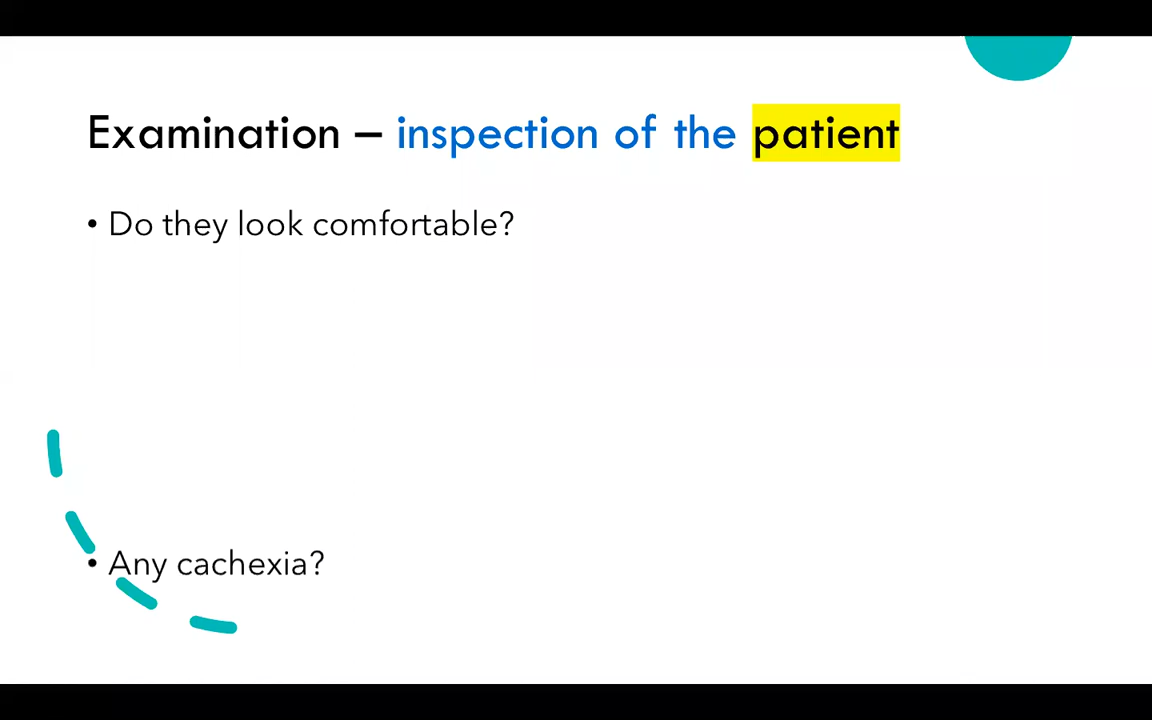 Examination – inspection of the patient
• Do they look comfortable?
• Any cachexia?